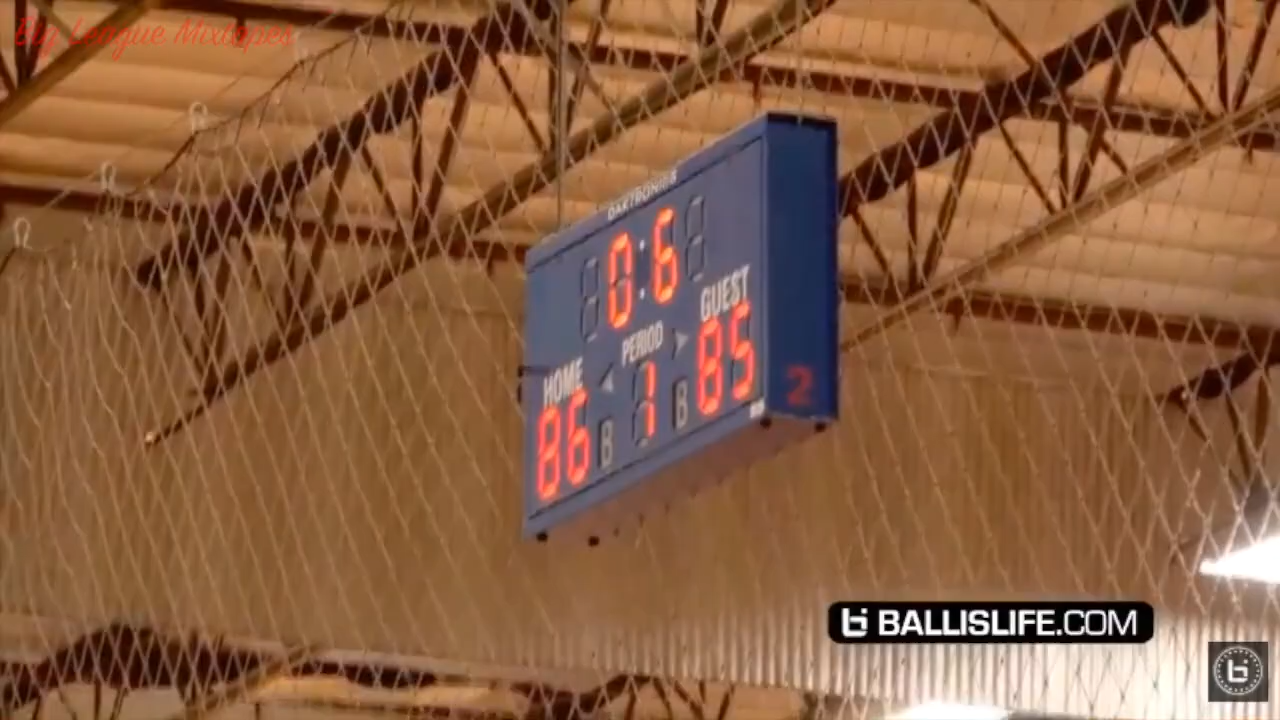 Big League Mixtapes
DAKTRONICS
0:6
GUEST
PERIOD
HOME
85
1
86
B
B
2
BALLISLIFE.COM